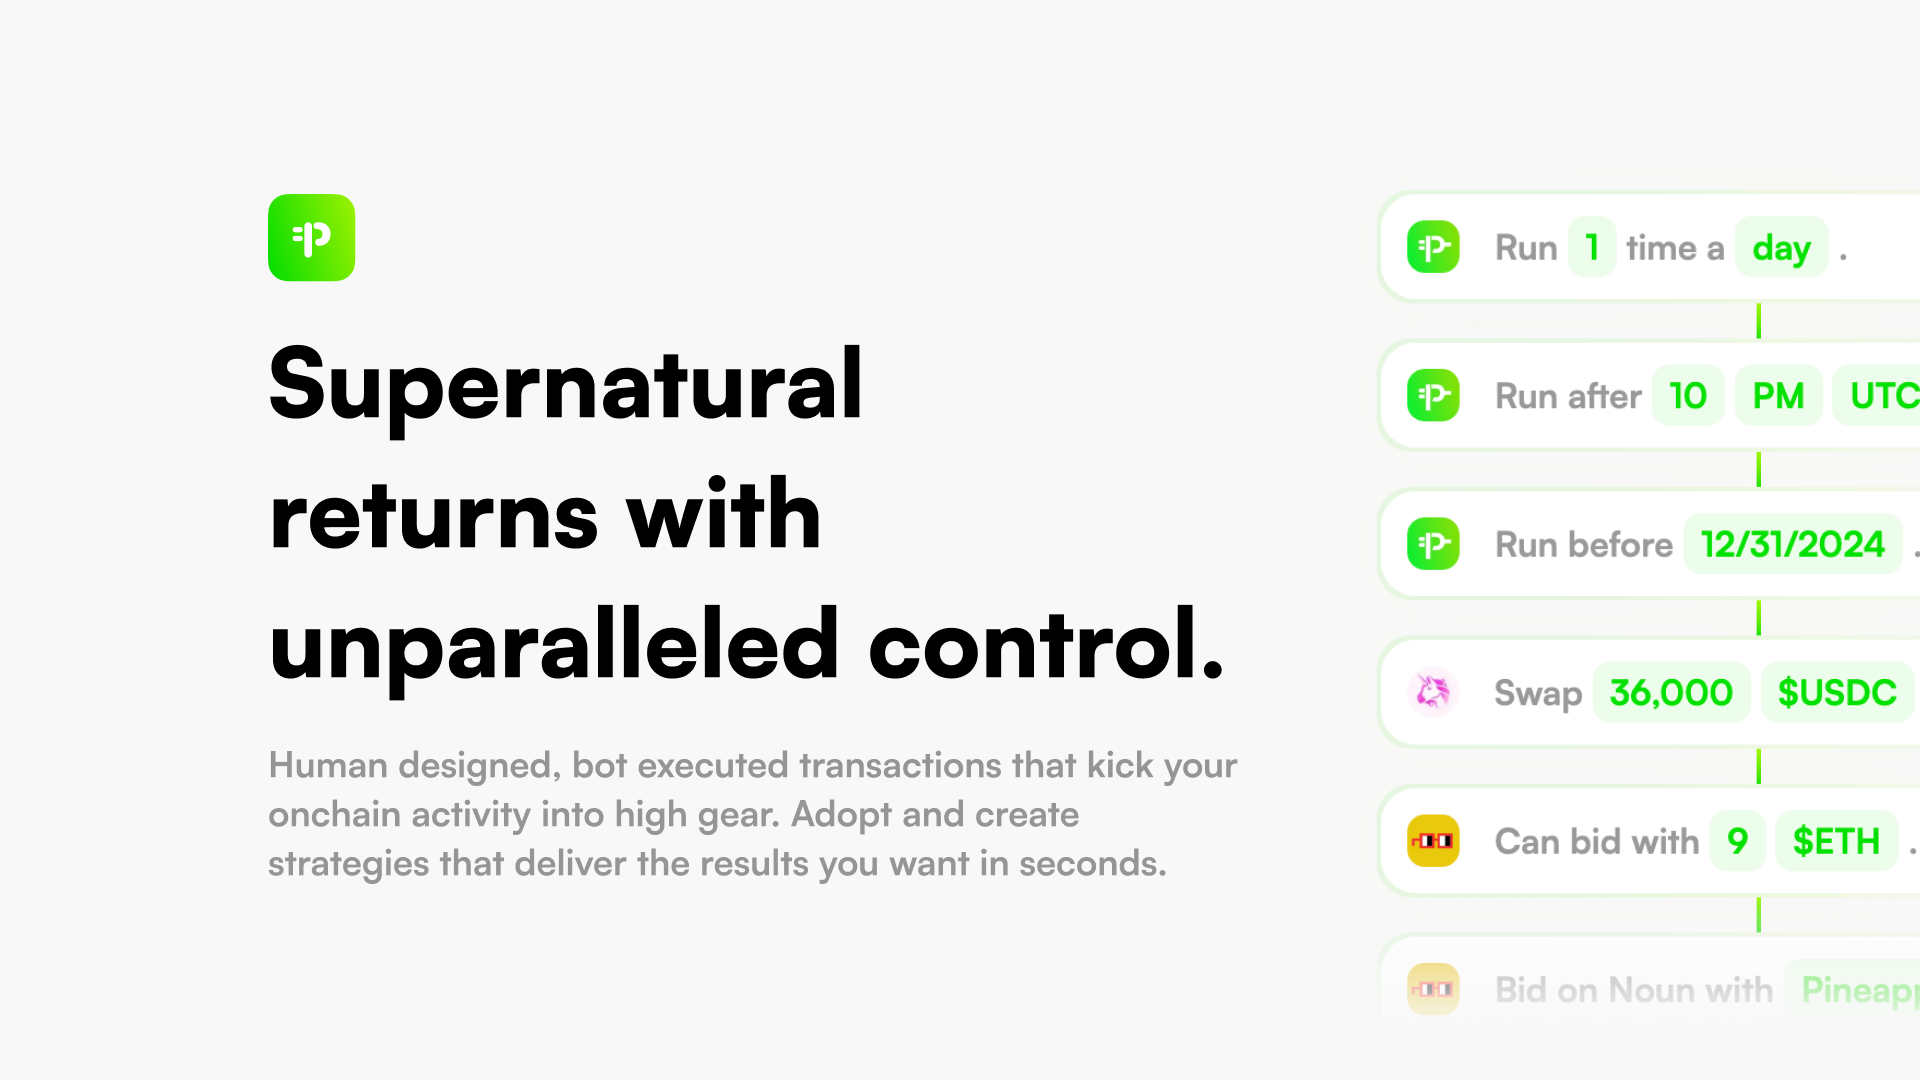 Supernatural
returns with
unparalleled control.
Human designed, bot executed transactions that kick your
onchain activity into high gear. Adopt and create
strategies that deliver the results you want in seconds.
Run 1 time a day .
Run after 10 PM UTC
Run before 12/31/2024 .
Swap 36,000 $USDC
Can bid with 9 $ETH .
Bid on Noun with